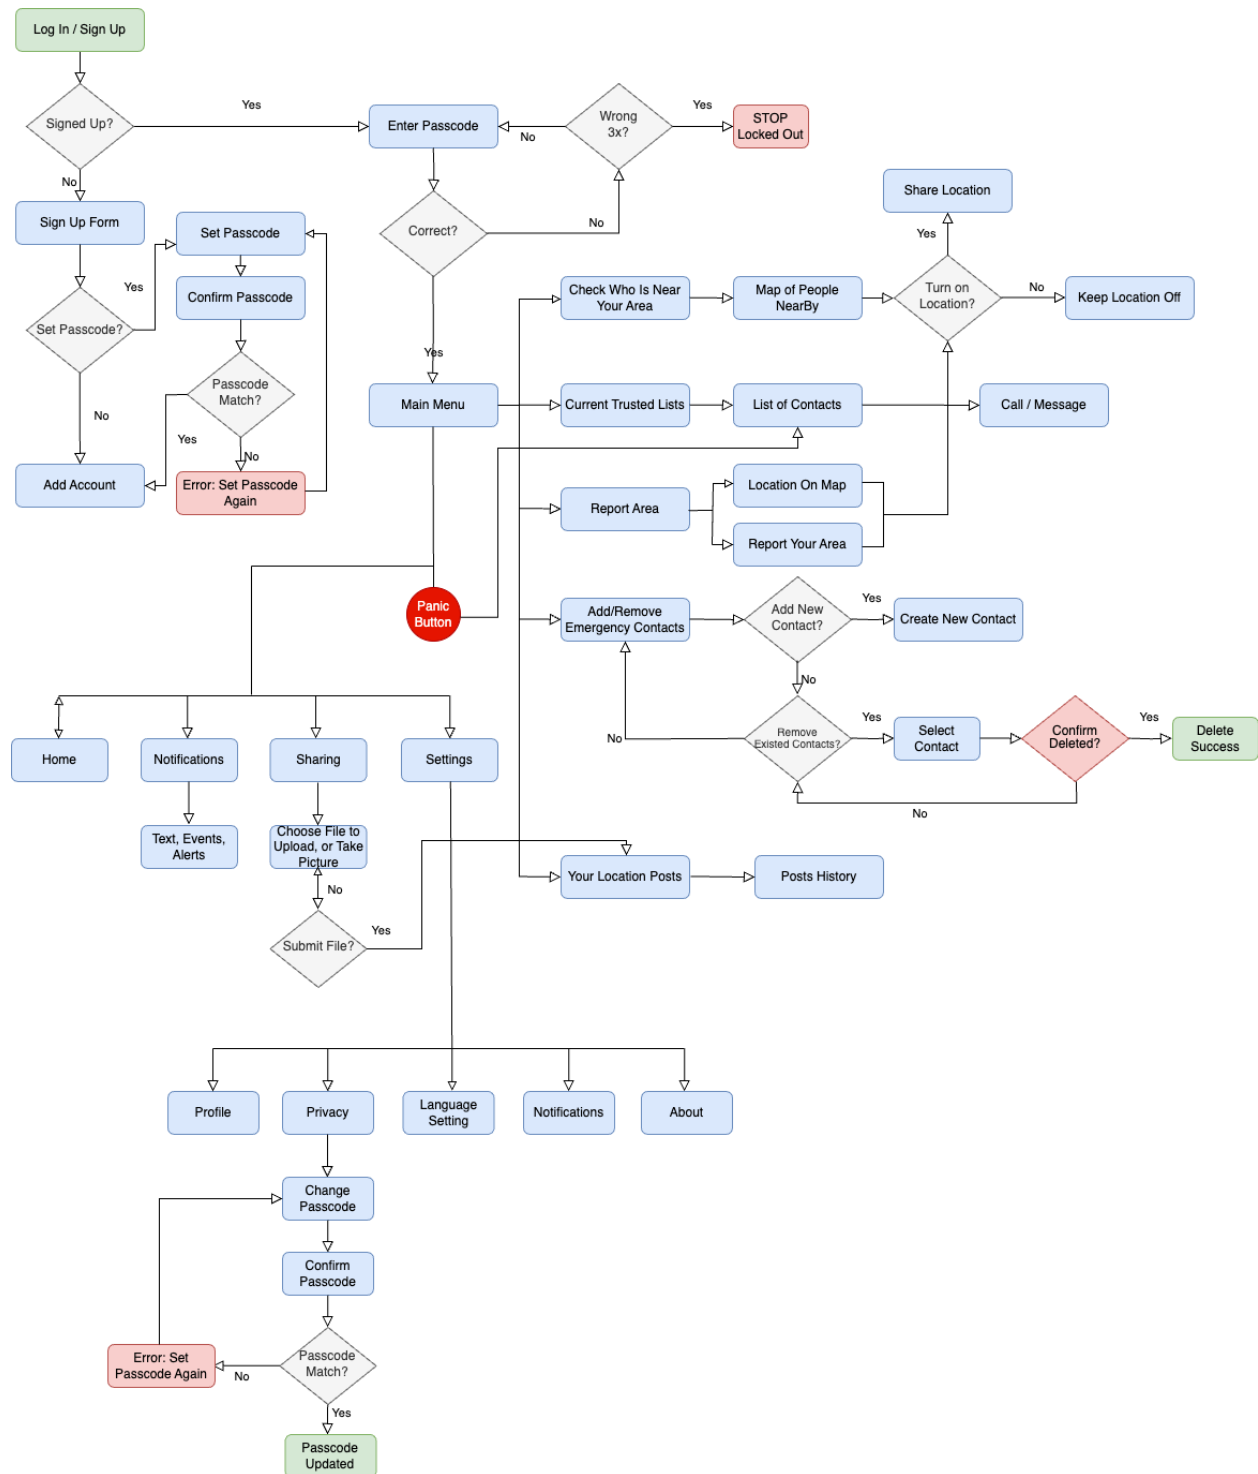 Log In / Sign Up
Signed Up?
Yes
No
Enter Passcode
Wrong
3x?
No
Yes
STOP
Locked Out
Correct?
No
Yes
Sign Up Form
Set Passcode?
Yes
No
Set Passcode
Confirm Passcode
Passcode
Match?
Yes
No
Error: Set Passcode
Again
Add Account
Main Menu
Check Who Is Near
Your Area
Map of People
NearBy
Turn on
Location?
Yes
Share Location
No
Keep Location Off
Current Trusted Lists
List of Contacts
Call / Message
Report Area
Location On Map
Report Your Area
Panic
Button
Add/Remove
Emergency Contacts
Add New
Contact?
Yes
Create New Contact
No
Remove
Existed Contacts?
No
Yes
Select
Contact
Confirm
Deleted?
Yes
Delete
Success
No
Your Location Posts
Posts History
Home
Notifications
Sharing
Settings
Text, Events,
Alerts
Choose File to
Upload, or Take
Picture
No
Submit File?
Yes
Profile
Privacy
Language
Setting
Notifications
About
Change
Passcode
Confirm
Passcode
Passcode
Match?
No
Error: Set
Passcode Again
Yes
Passcode
Updated